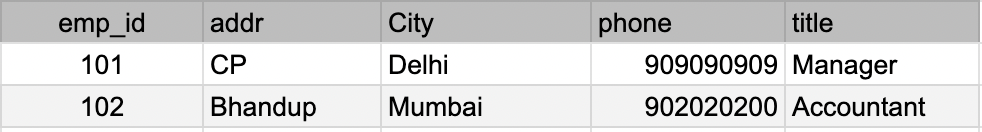 emp_id addr City phone title
101 CP Delhi 909090909 Manager
102 Bhandup Mumbai 902020200 Accountant